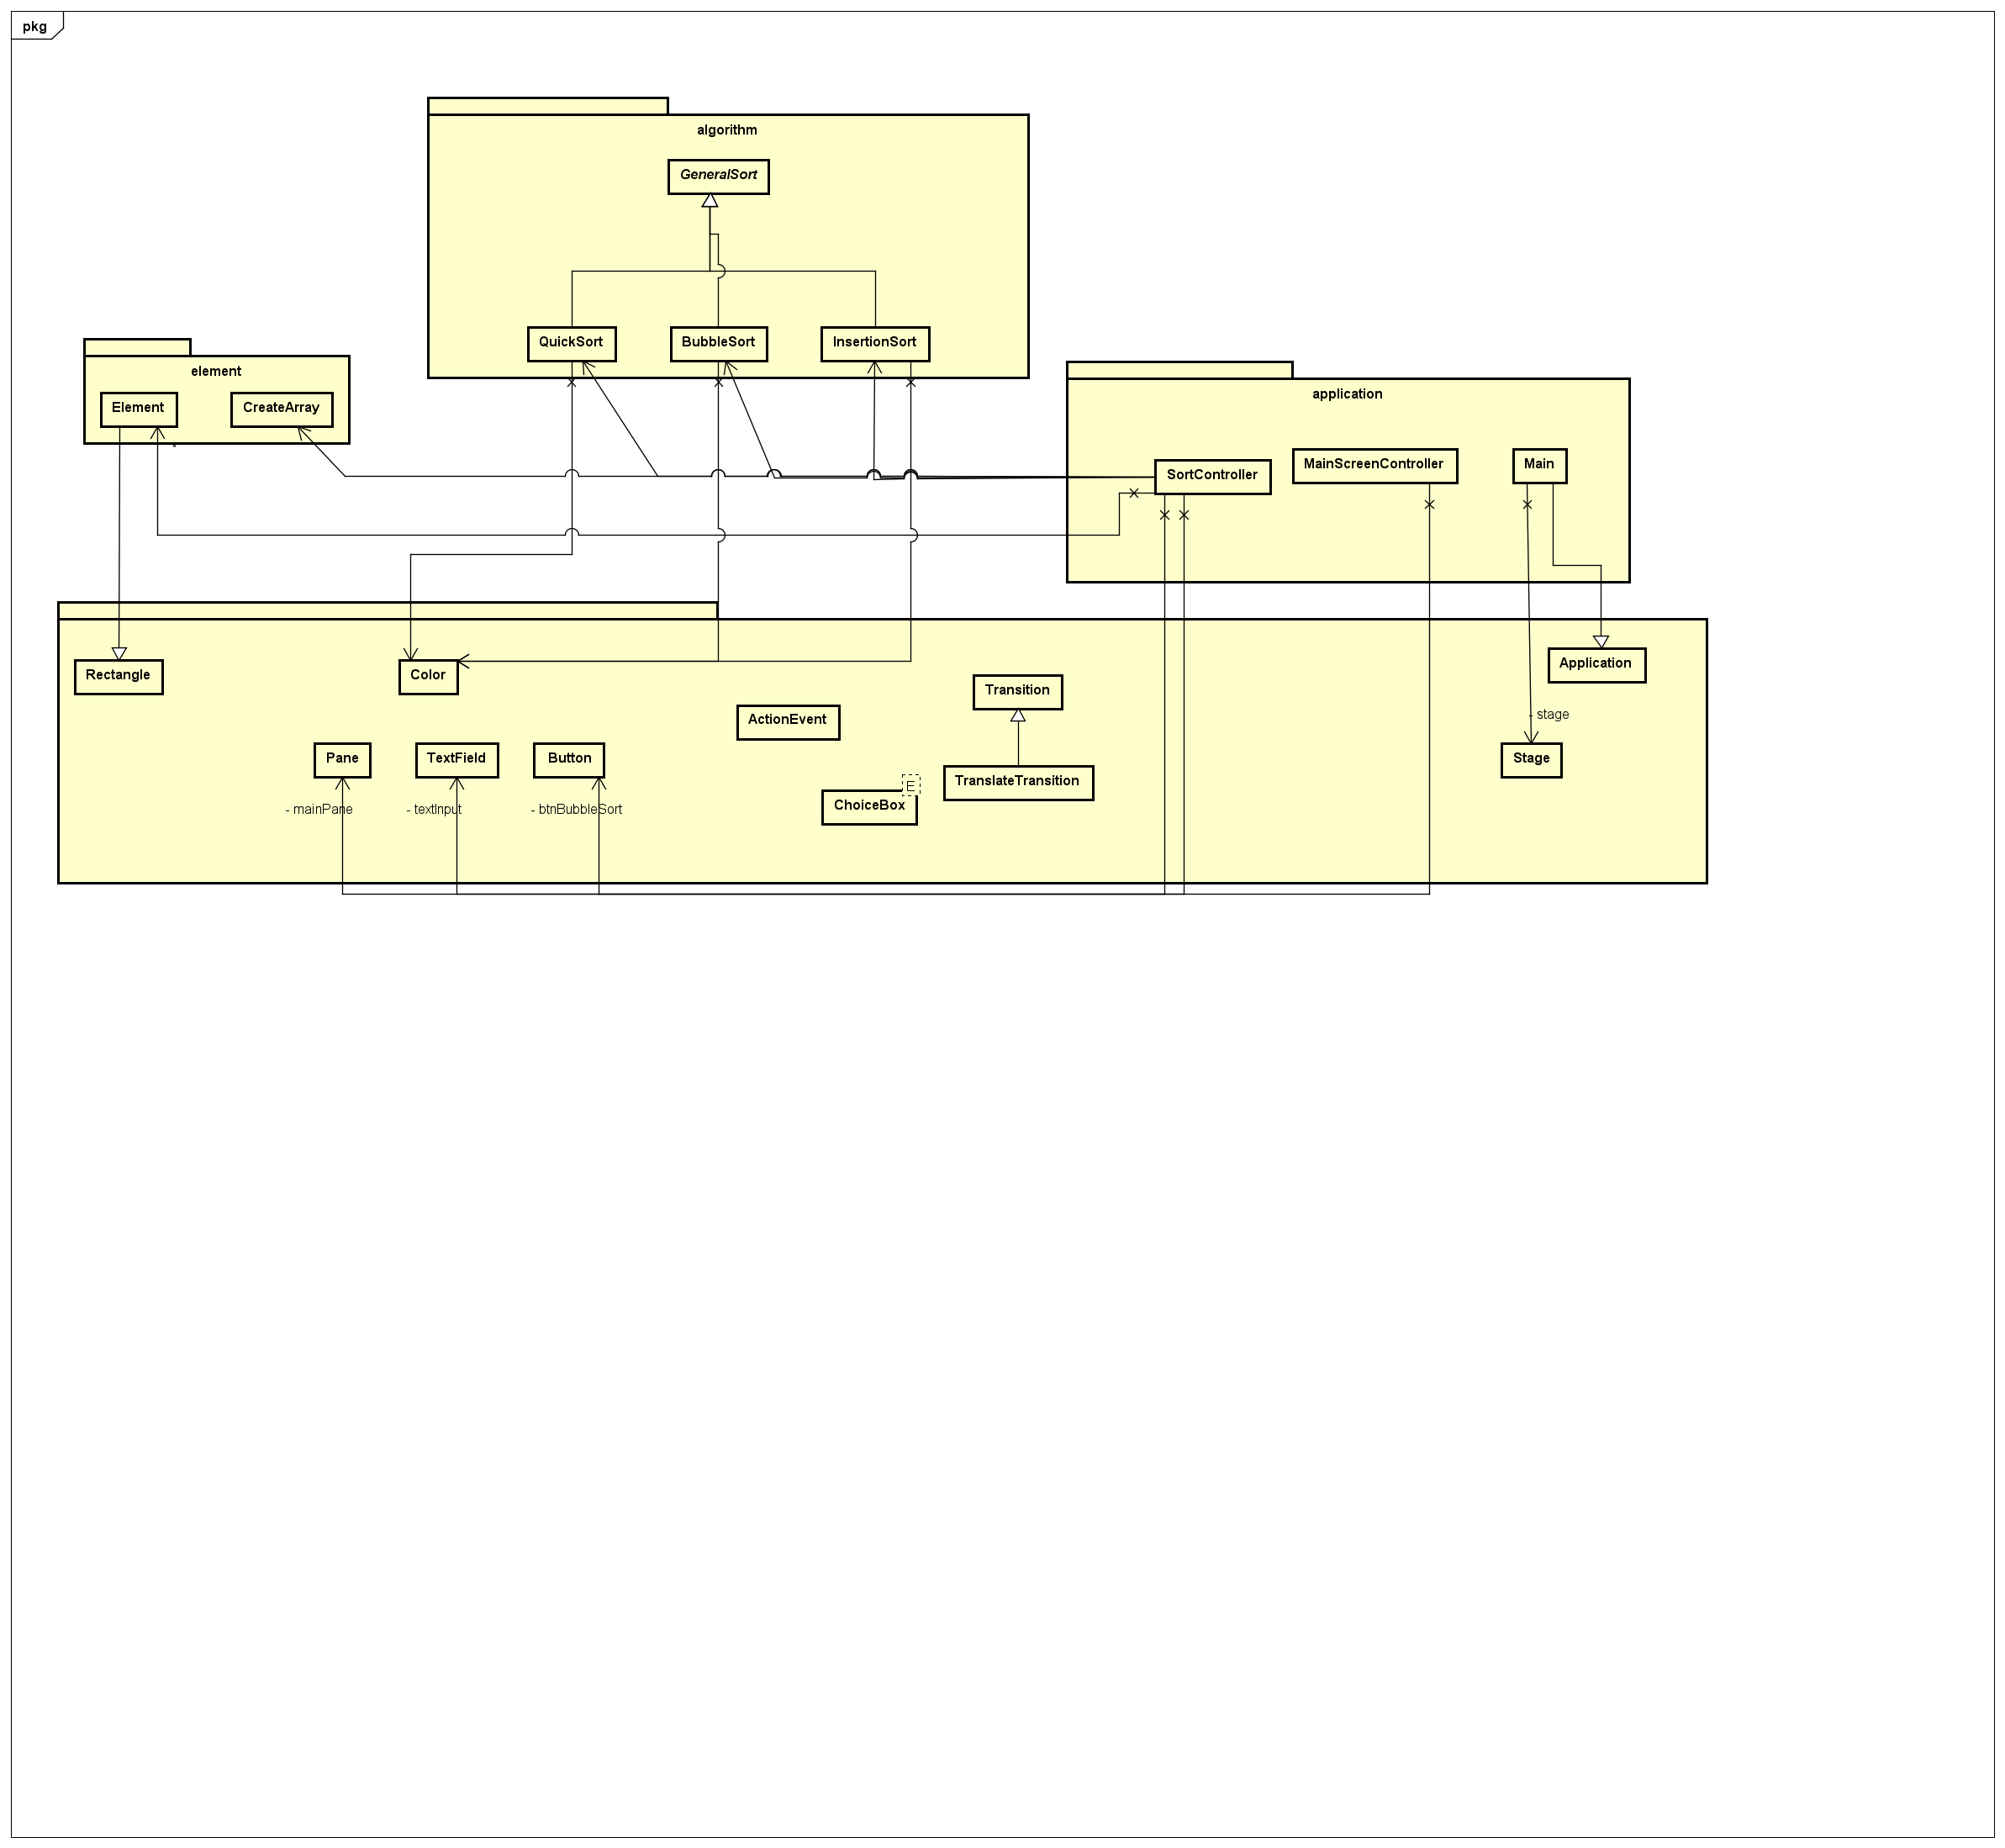 pkg
algorithm
GeneralSort
QuickSort
BubbleSort
InsertionSort
element
Element
CreateArray
*
application
SortController
MainScreenController
Main
Rectangle
Color
Application
Transition
ActionEvent
- stage
Pane
TextField
Button
Stage
TranslateTransition
E
ChoiceBox
- mainPane
- textInput
- btnBubbleSort